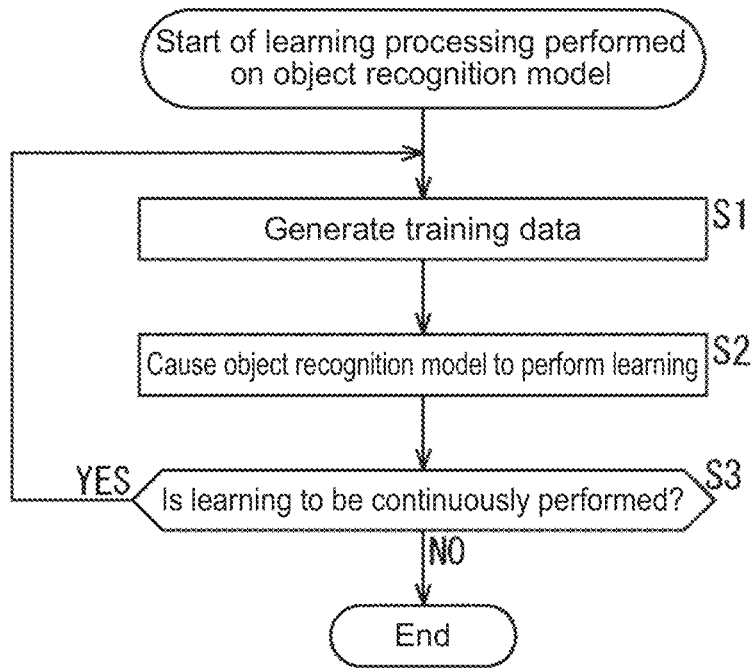 Start of learning processing performed
on object recognition model
Generate training data
S1
Cause object recognition model to perform learning
S2
YES
Is learning to be continuously performed?
S3
NO
End